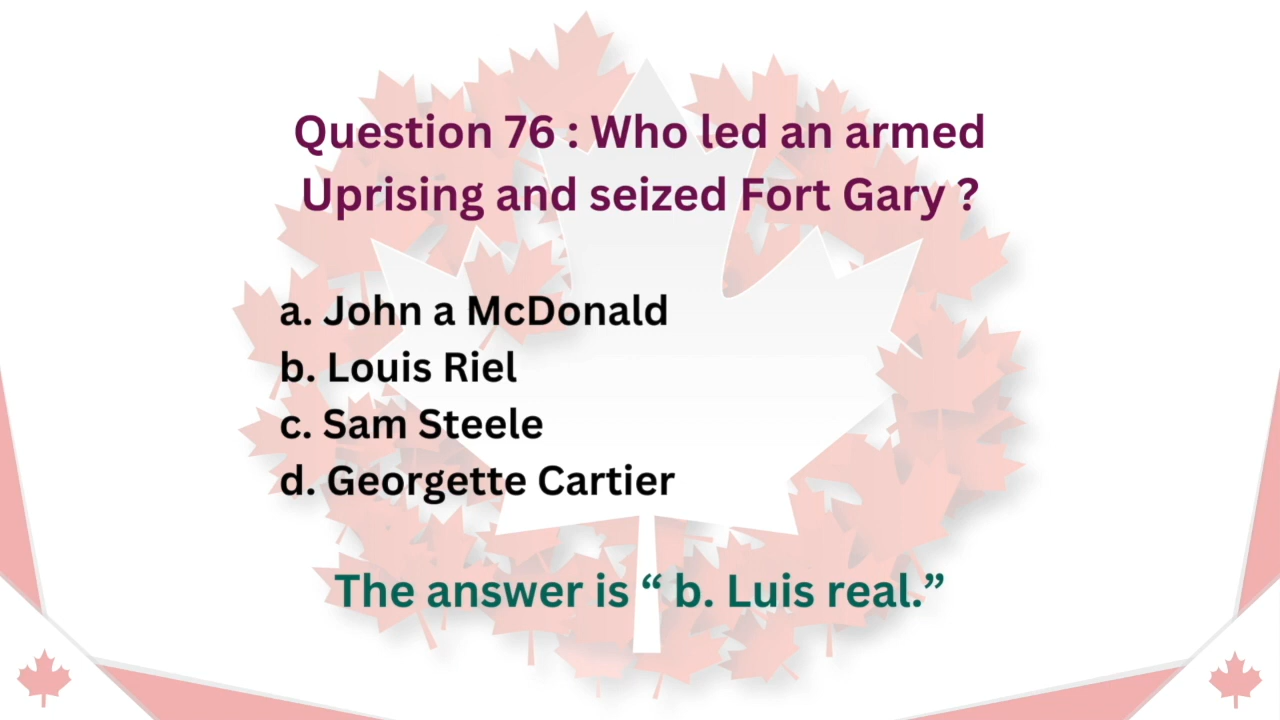 Question 76 : Who led an armed
Uprising and seized Fort Gary ?
a. John a McDonald
b. Louis Riel
c. Sam Steele
d. Georgette Cartier
The answer is “ b. Luis real.”